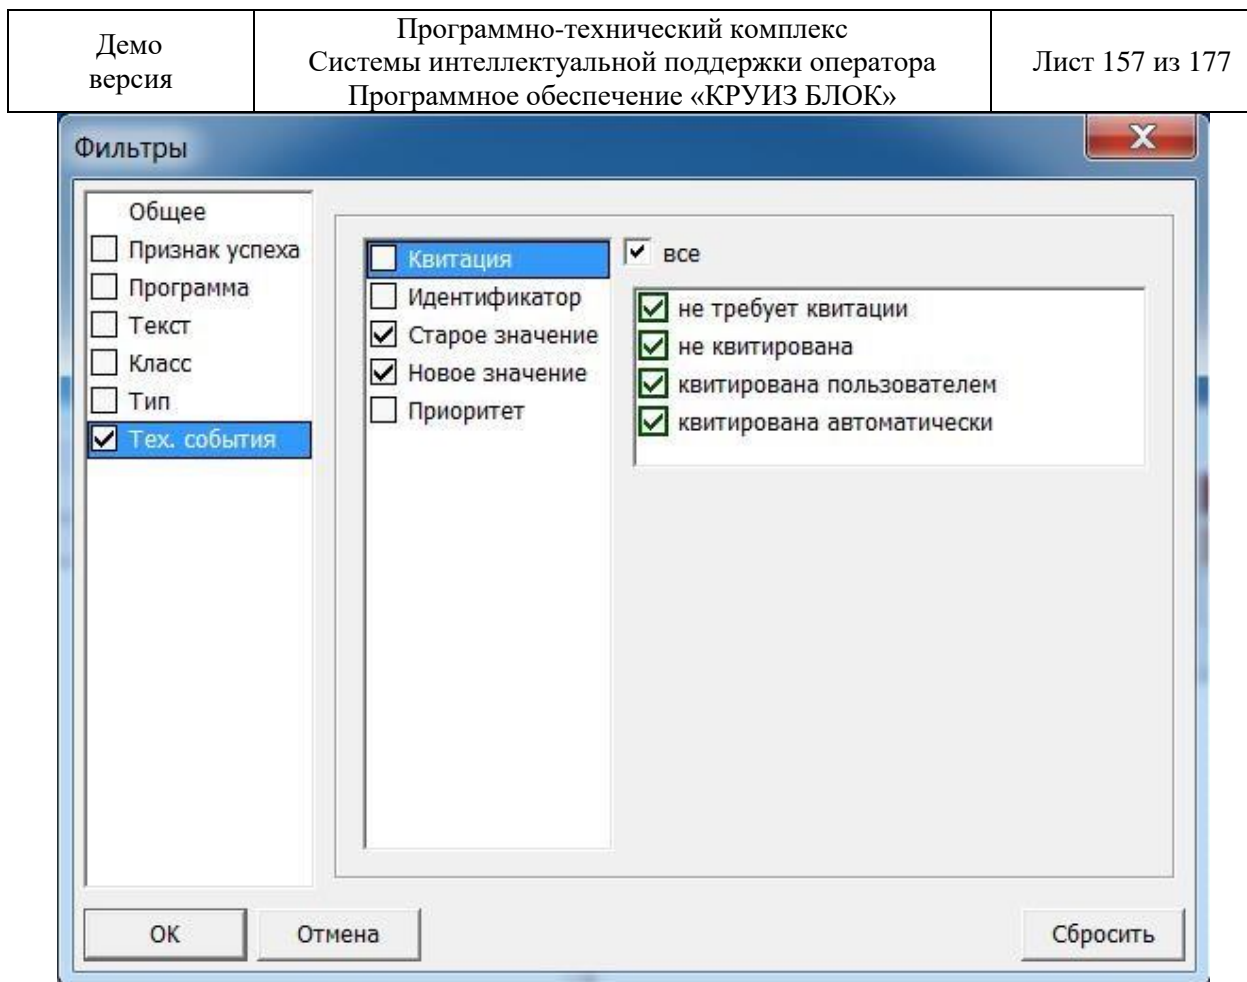 Демо
версия
Программно-технический комплекс
Системы интеллектуальной поддержки оператора
Программное обеспечение «КРУИЗ БЛОК»
Лист 157 из 177
Фильтры
Общее
Признак успеха
Программа
Текст
Класс
Тип
Тех. события
Квитация
Идентификатор
Старое значение
Новое значение
Приоритет
все
не требует квитации
не квитирована
квитирована пользователем
квитирована автоматически
ОК
Отмена
Сбросить